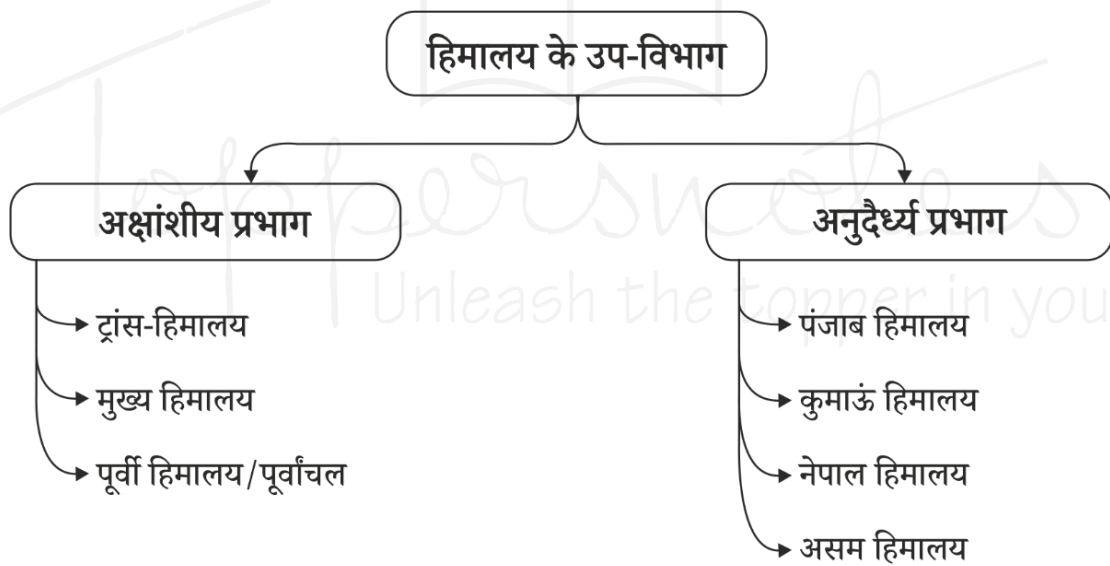 हिमालय के उप-विभाग
अक्षांशीय प्रभाग
ट्रांस-हिमालय
मुख्य हिमालय
पूर्वी हिमालय/पूर्वांचल
अनुदैर्ध्य प्रभाग
पंजाब हिमालय
कुमाऊं हिमालय
नेपाल हिमालय
असम हिमालय
Toppersnotes
Unleash the topper in you